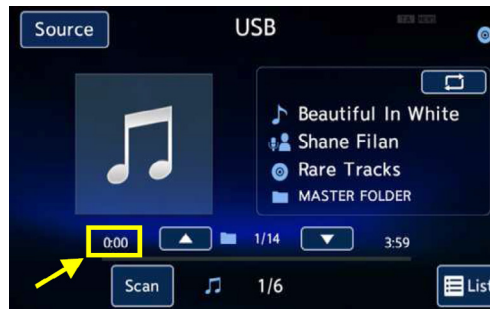 Source
USB
Beautiful In White
Shane Filan
Rare Tracks
MASTER FOLDER
0:00
1/14
3:59
Scan
1/6
List